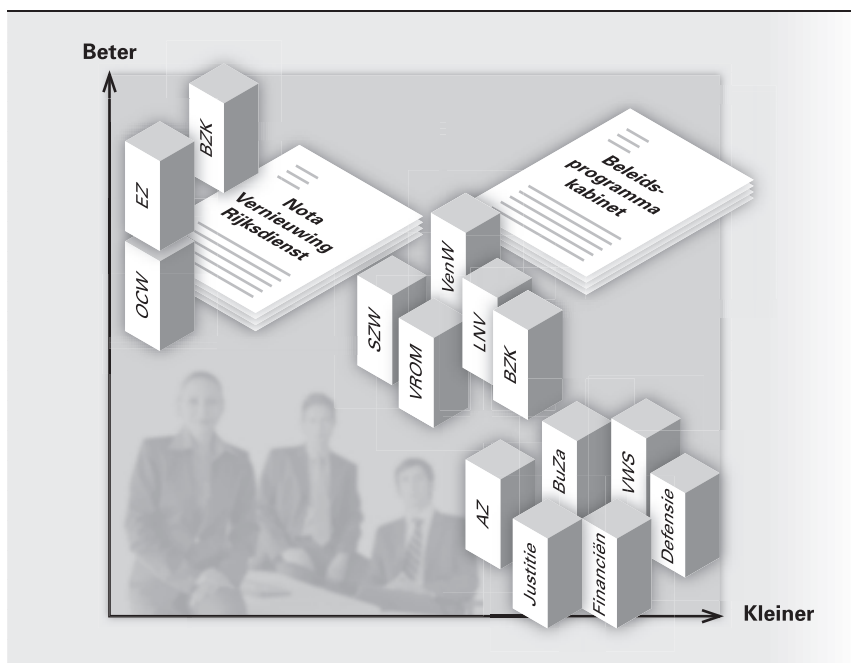 Beter
BZK
EZ
OCW
Nota
Vernieuwing
Rijksdienst
Beleids-
programma
kabinet
VenW
SZW
LNV
VROM
BZK
BuZa
VWS
AZ
Defensie
Justitie
Financiën
Kleiner